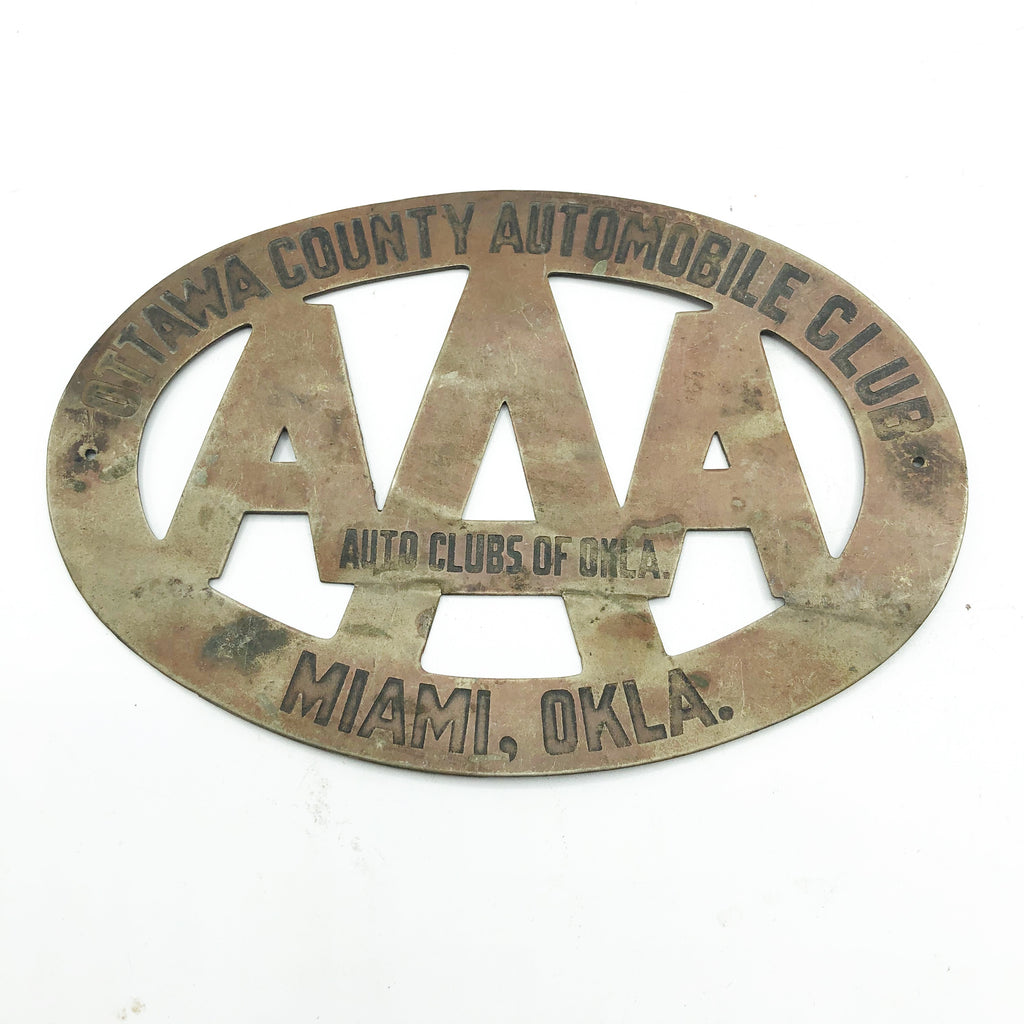 OTTAWA COUNTY AUTOMOBILE CLUB
AAA
AUTO CLUBS OF OKLA.
MIAMI, OKLA.